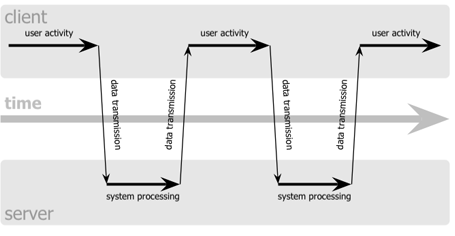 client
user activity
user activity
user activity
data transmission
data transmission
data transmission
data transmission
time
system processing
system processing
server